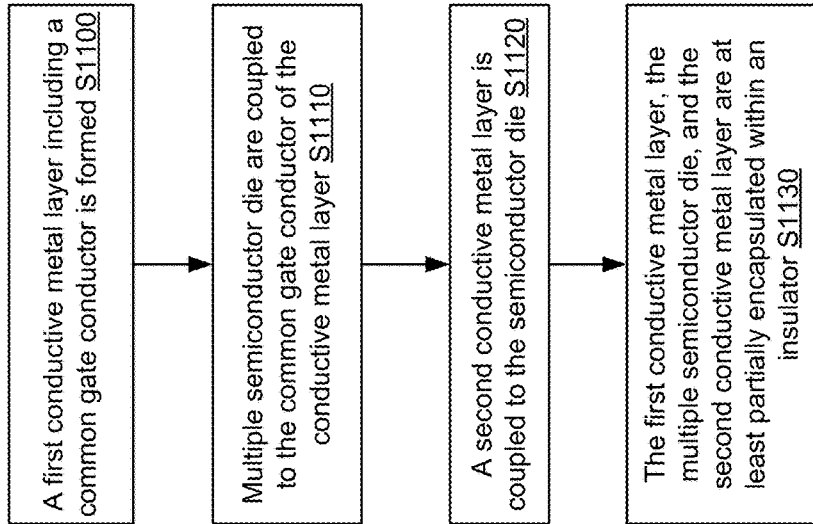 A first conductive metal layer including a
common gate conductor is formed S1100
Multiple semiconductor die are coupled
to the common gate conductor of the
conductive metal layer S1110
A second conductive metal layer is
coupled to the semiconductor die S1120
The first conductive metal layer, the
multiple semiconductor die, and the
second conductive metal layer are at
least partially encapsulated within an
insulator S1130